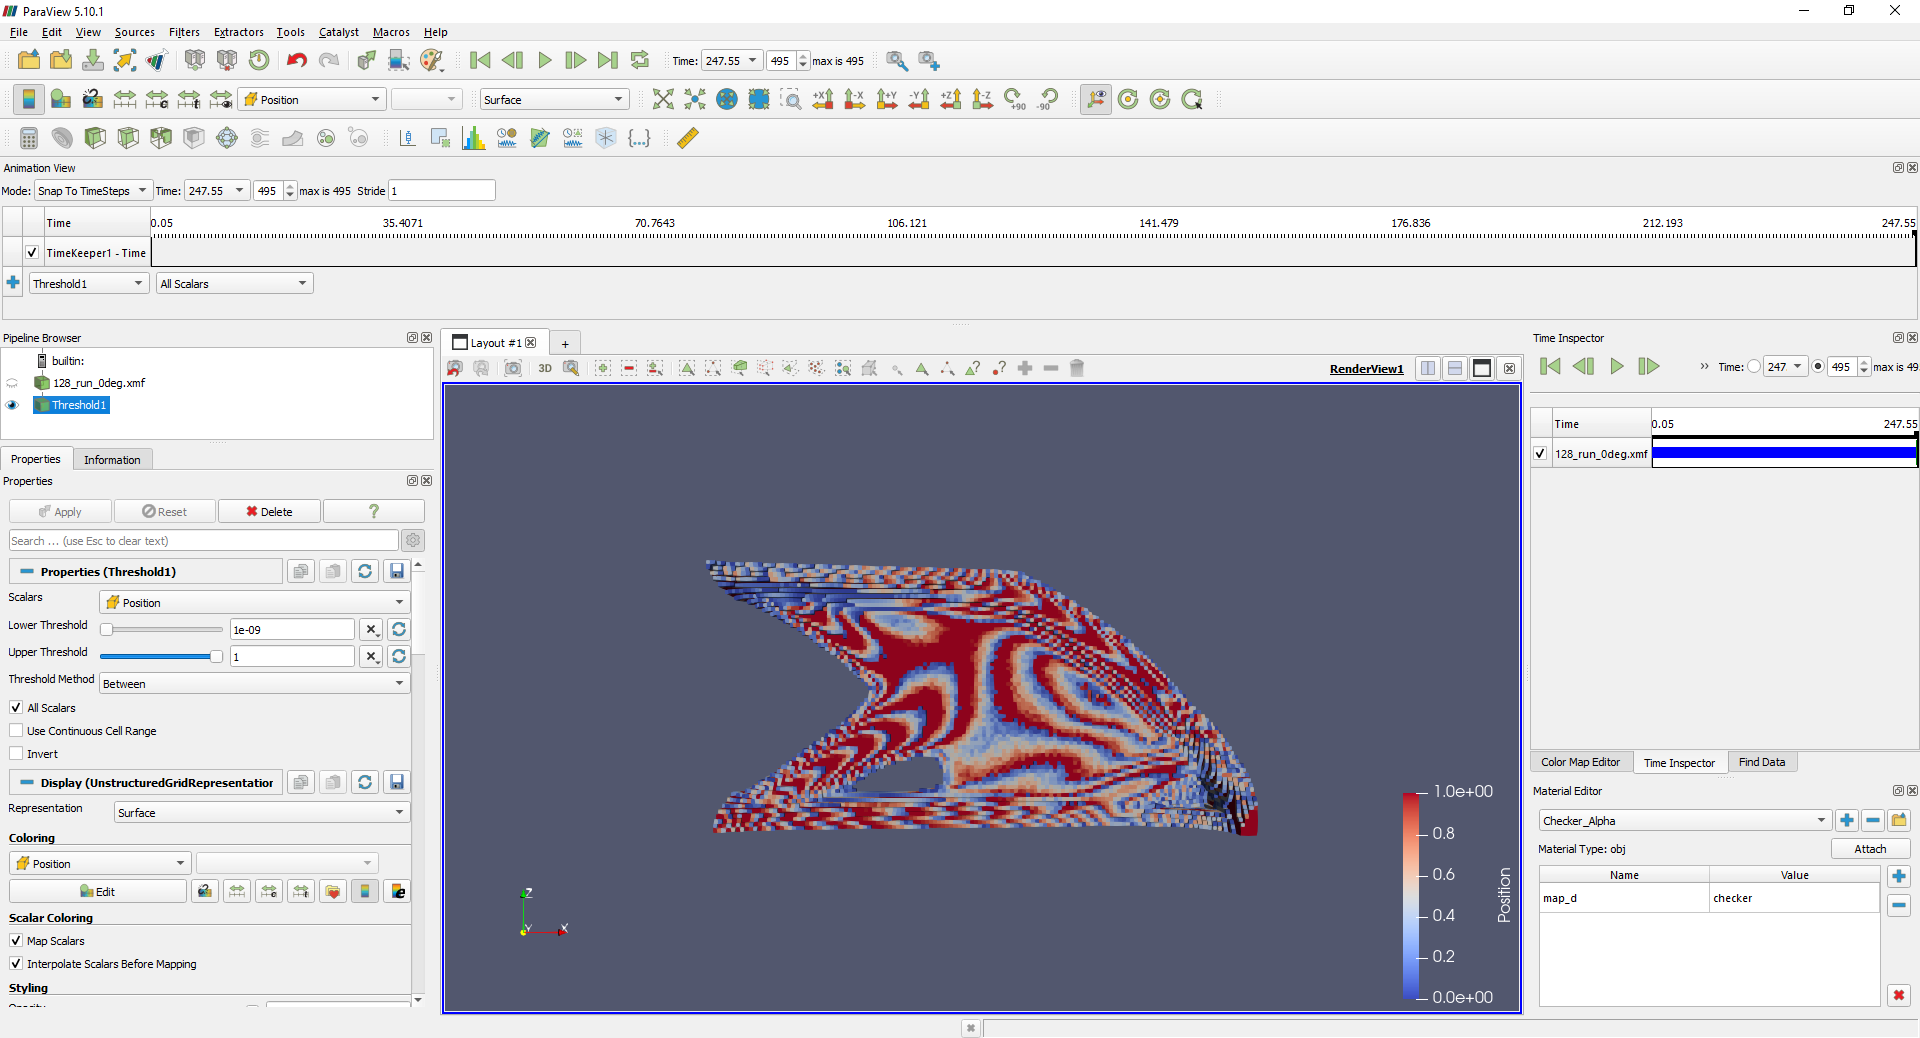 ParaView 5.10.1
File Edit View Sources Filters Extractors Tools Catalyst Macros Help
Time: 247.55 495 max is 495
Position Surface +X -X +Y -Y +Z -Z +90 -90
Animation View
Mode: Snap To TimeSteps Time: 247.55 495 max is 495 Stride 1
Time 0.05 35.4071 70.7643 106.121 141.479 176.836 212.193 247.55
TimeKeeper1 - Time
Threshold1 All Scalars
Pipeline Browser
builtin:
128_run_0deg.xmf
Threshold1
Properties Information
Properties
Apply Reset Delete ?
Search ... (use Esc to clear text)
Properties (Threshold1)
Scalars Position
Lower Threshold 1e-09
Upper Threshold 1
Threshold Method Between
All Scalars
Use Continuous Cell Range
Invert
Display (UnstructuredGridRepresentation
Representation Surface
Coloring
Position
Edit
Scalar Coloring
Map Scalars
Interpolate Scalars Before Mapping
Styling
Layout #1 +
3D RenderView1
Z
Y X
1.0e+00
0.8
0.6
0.4
0.2
0.0e+00
Position
Time Inspector
Time: 247 495 max is 49
Time 0.05 247.55
128_run_0deg.xmf
Color Map Editor Time Inspector Find Data
Material Editor
Checker_Alpha
Material Type: obj Attach
Name Value
map_d checker